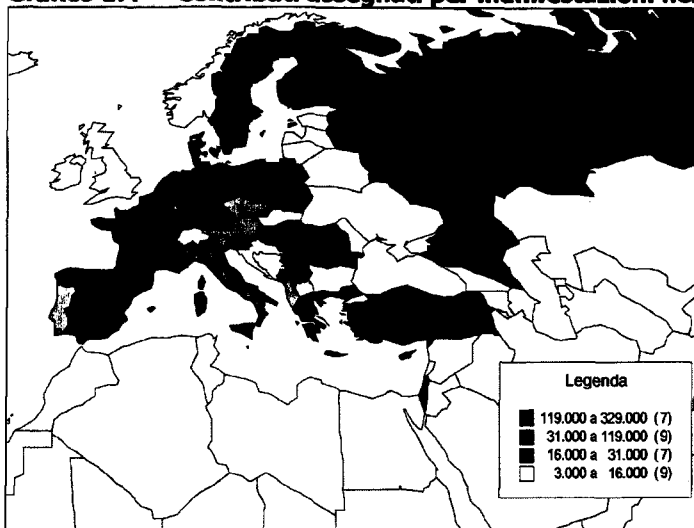 Legenda
119.000 a 329.000 (7)
31.000 a 119.000 (9)
16.000 a 31.000 (7)
3.000 a 16.000 (9)